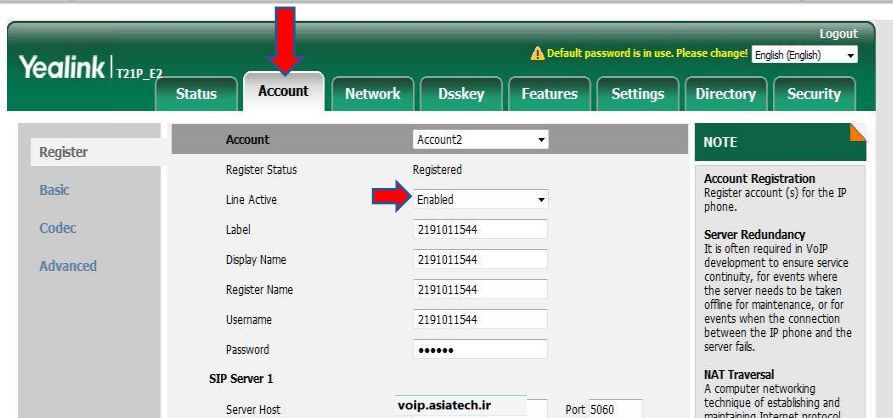 Logout
Default password is in use. Please change!
English (English)
Yealink T21P_E2
Status
Account
Network
Dsskey
Features
Settings
Directory
Security
Register
Basic
Codec
Advanced
Account Account2
Register Status Registered
Line Active Enabled
Label 2191011544
Display Name 2191011544
Register Name 2191011544
Username 2191011544
Password ••••••
SIP Server 1
Server Host voip.asiatech.ir Port 5060
NOTE
Account Registration
Register account (s) for the IP
phone.
Server Redundancy
It is often required in VoIP
development to ensure service
continuity, for events where
the server needs to be taken
offline for maintenance, or for
events when the connection
between the IP phone and the
server fails.
NAT Traversal
A computer networking
technique of establishing and
maintaining Internet protocol